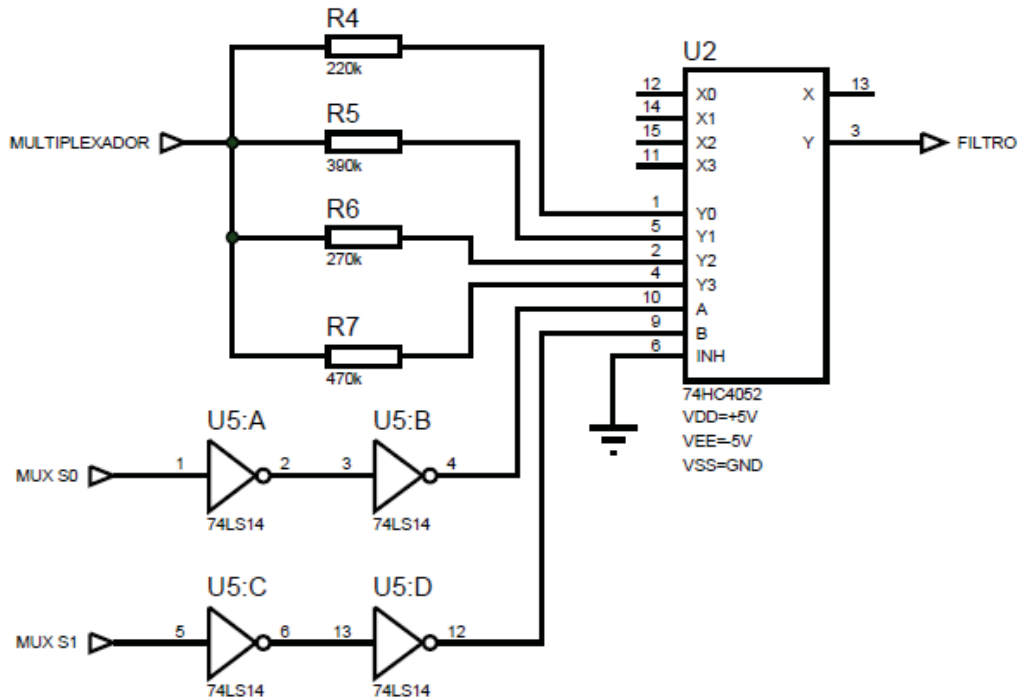 R4
220k
R5
390k
R6
270k
R7
470k
MULTIPLEXADOR
U2
12
14
15
11
1
5
2
4
10
9
6
X0
X1
X2
X3
Y0
Y1
Y2
Y3
A
B
INH
X
Y
13
3
FILTRO
74HC4052
VDD=+5V
VEE=-5V
VSS=GND
U5:A
U5:B
MUX S0
1
2
3
4
74LS14
74LS14
U5:C
U5:D
MUX S1
5
6
13
12
74LS14
74LS14